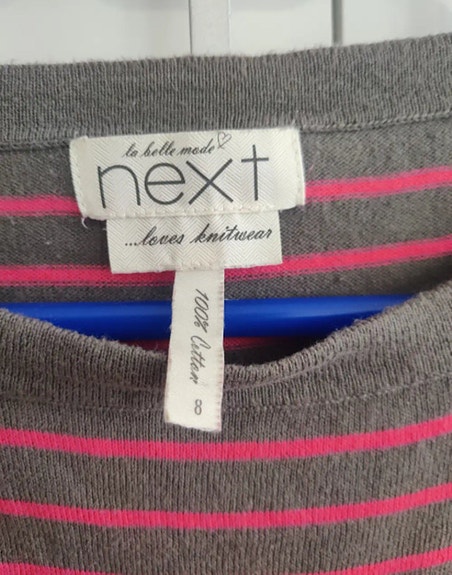 la belle mode
next
...loves knitwear
100% Cotton
8